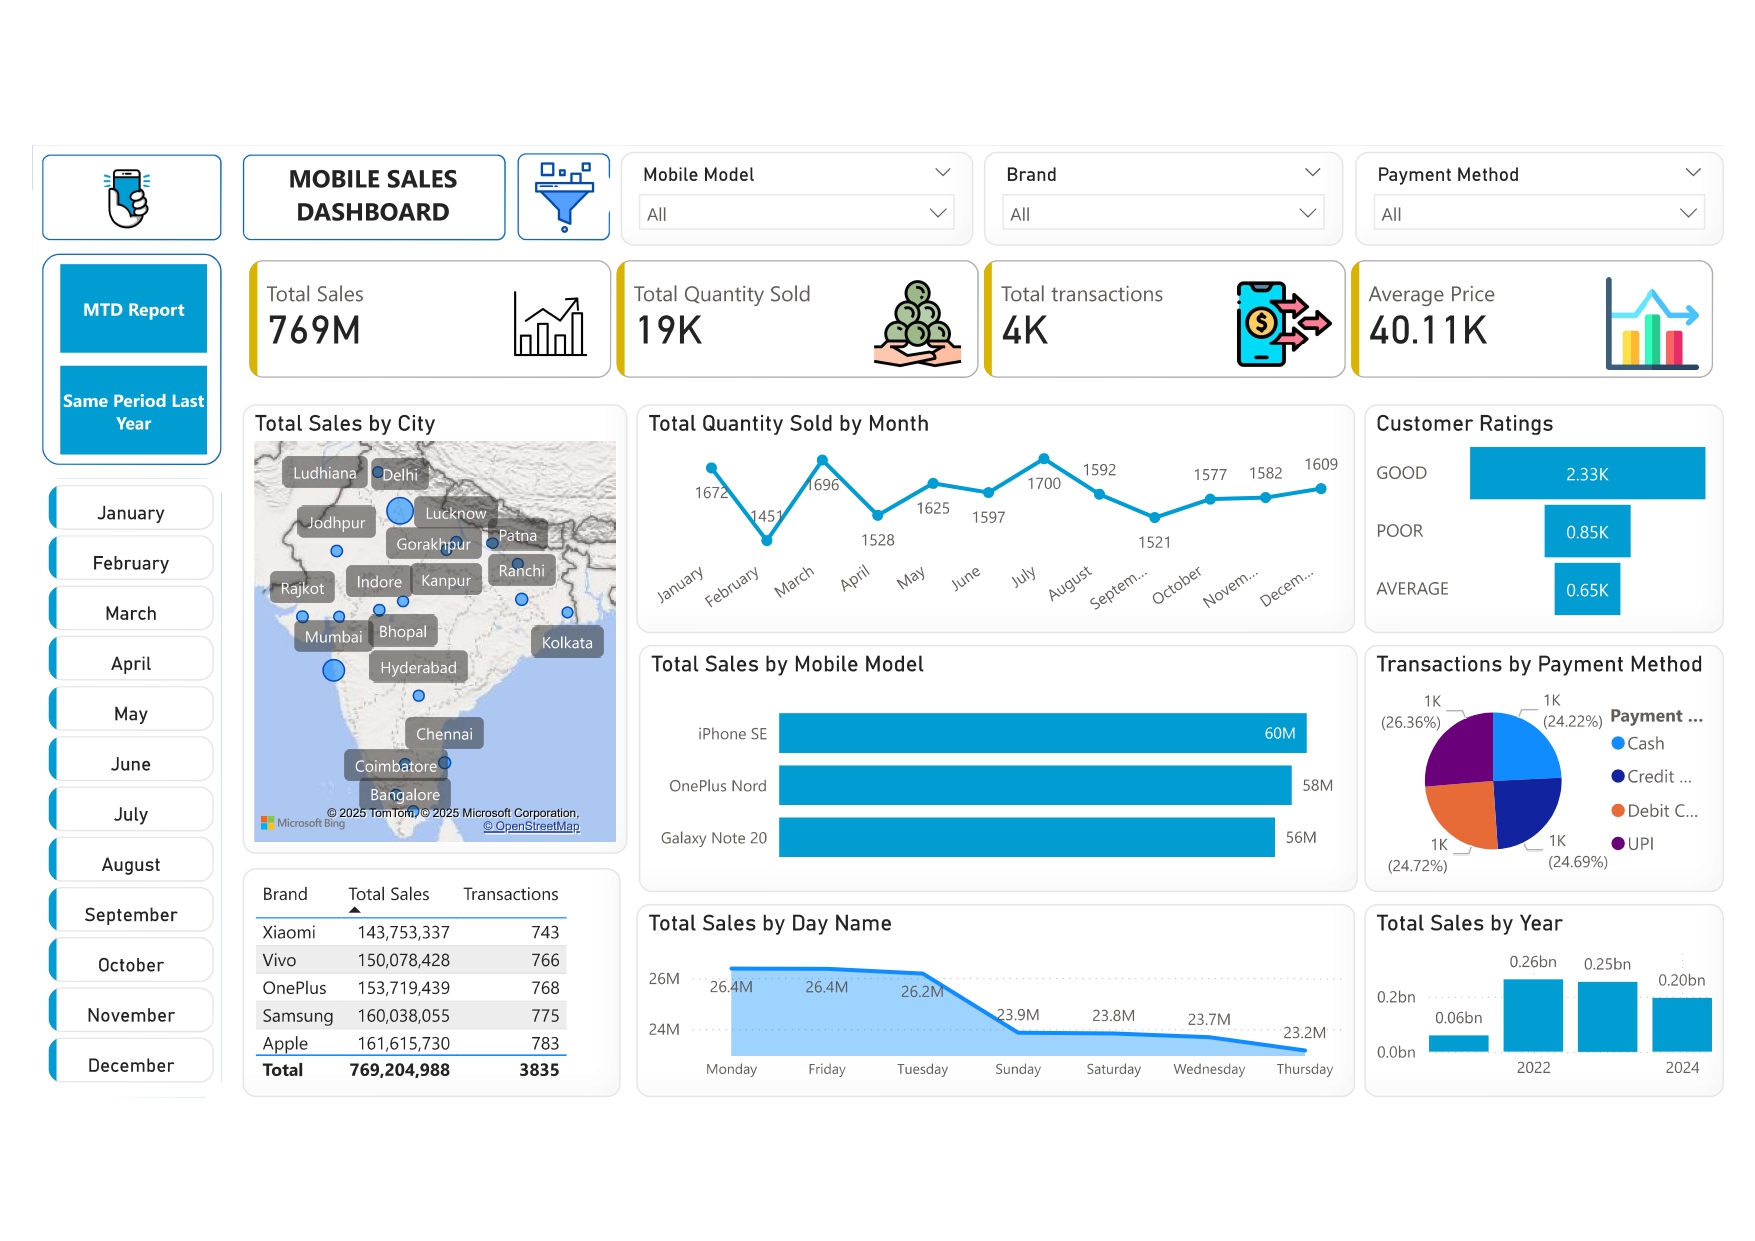 MOBILE SALES
DASHBOARD
Mobile Model
All
Brand
All
Payment Method
All
MTD Report
Same Period Last
Year
January
February
March
April
May
June
July
August
September
October
November
December
Total Sales
769M
Total Quantity Sold
19K
Total transactions
4K
Average Price
40.11K
Total Sales by City
Ludhiana
Delhi
Jodhpur
Lucknow
Gorakhpur
Patna
Rajkot
Indore
Kanpur
Ranchi
Mumbai
Bhopal
Kolkata
Hyderabad
Chennai
Coimbatore
Bangalore
© 2025 TomTom, © 2025 Microsoft Corporation,
© OpenStreetMap
Microsoft Bing
Total Quantity Sold by Month
1672
1451
1696
1528
1625
1597
1700
1592
1521
1577
1582
1609
January
February
March
April
May
June
July
August
Septem...
October
Novem...
Decem...
Customer Ratings
GOOD 2.33K
POOR 0.85K
AVERAGE 0.65K
Total Sales by Mobile Model
iPhone SE 60M
OnePlus Nord 58M
Galaxy Note 20 56M
Transactions by Payment Method
1K
(26.36%)
1K
(24.22%)
1K
(24.72%)
1K
(24.69%)
Payment ...
Cash
Credit ...
Debit C...
UPI
Brand Total Sales Transactions
Xiaomi 143,753,337 743
Vivo 150,078,428 766
OnePlus 153,719,439 768
Samsung 160,038,055 775
Apple 161,615,730 783
Total 769,204,988 3835
Total Sales by Day Name
26M
24M
26.4M
26.4M
26.2M
23.9M
23.8M
23.7M
23.2M
Monday
Friday
Tuesday
Sunday
Saturday
Wednesday
Thursday
Total Sales by Year
0.2bn
0.0bn
0.06bn
0.26bn
0.25bn
0.20bn
2022
2024